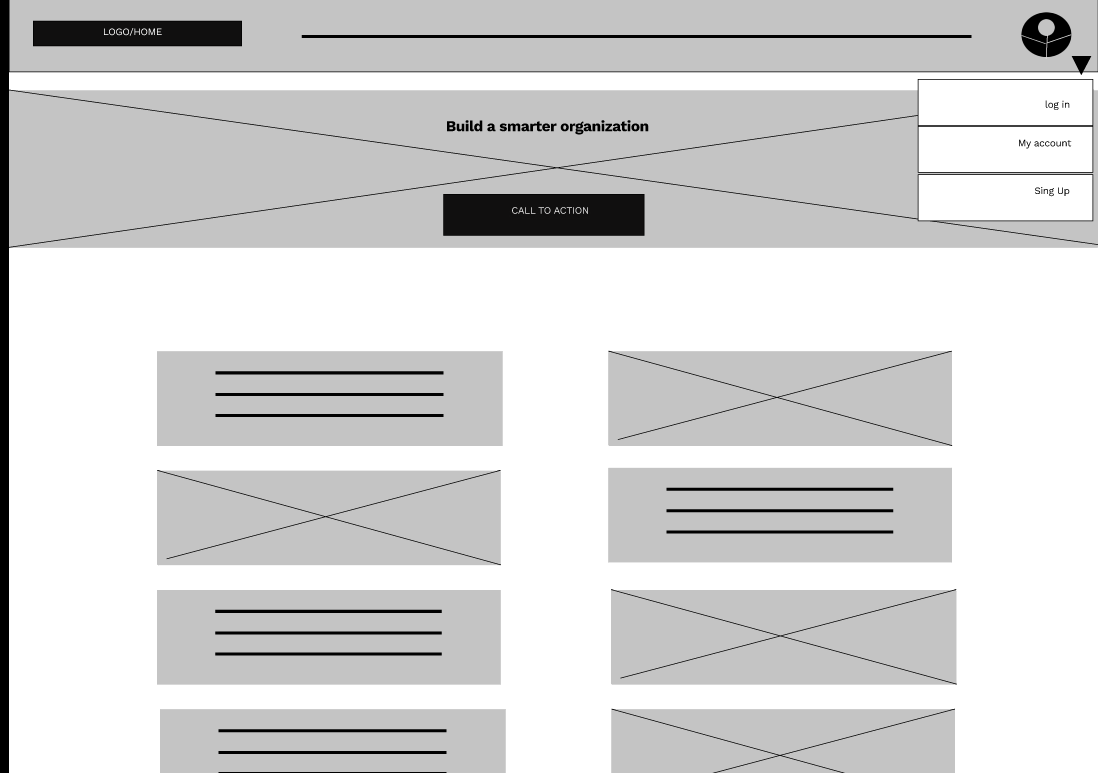 LOGO/HOME
log in
Build a smarter organization
My account
Sing Up
CALL TO ACTION